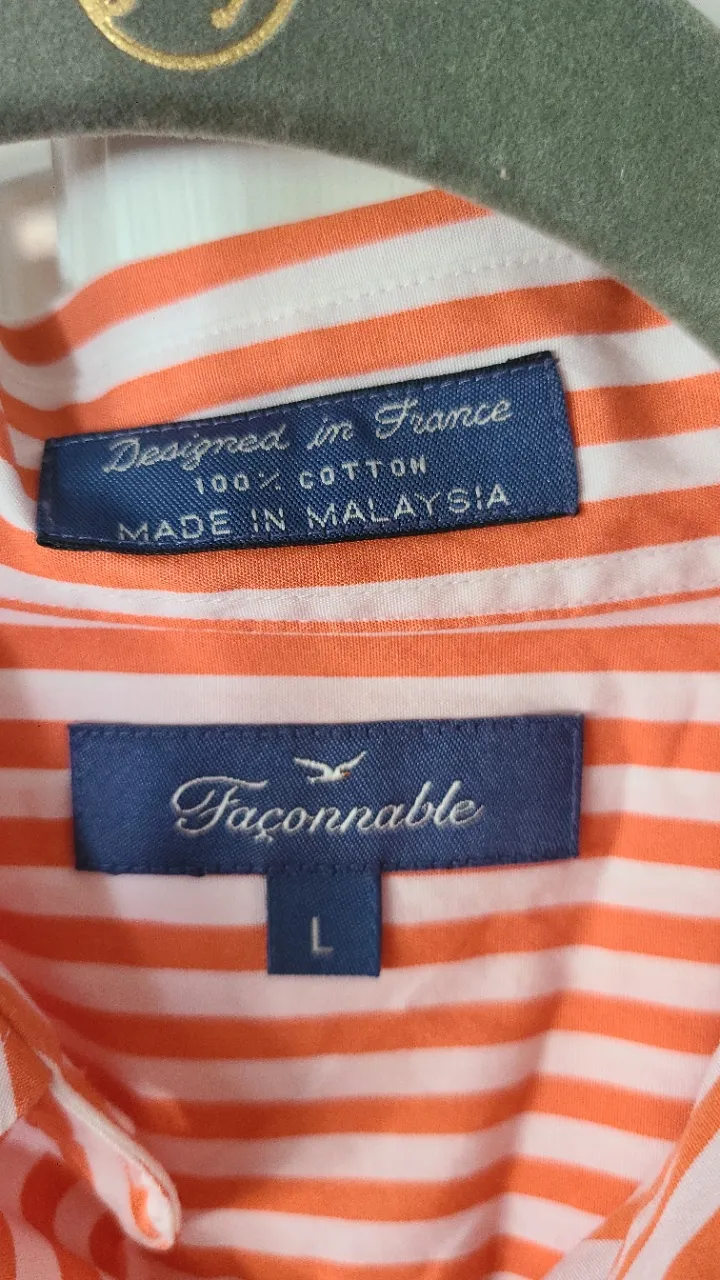 Designed in France
100% COTTON
MADE IN MALAYSIA
Façonnable
L